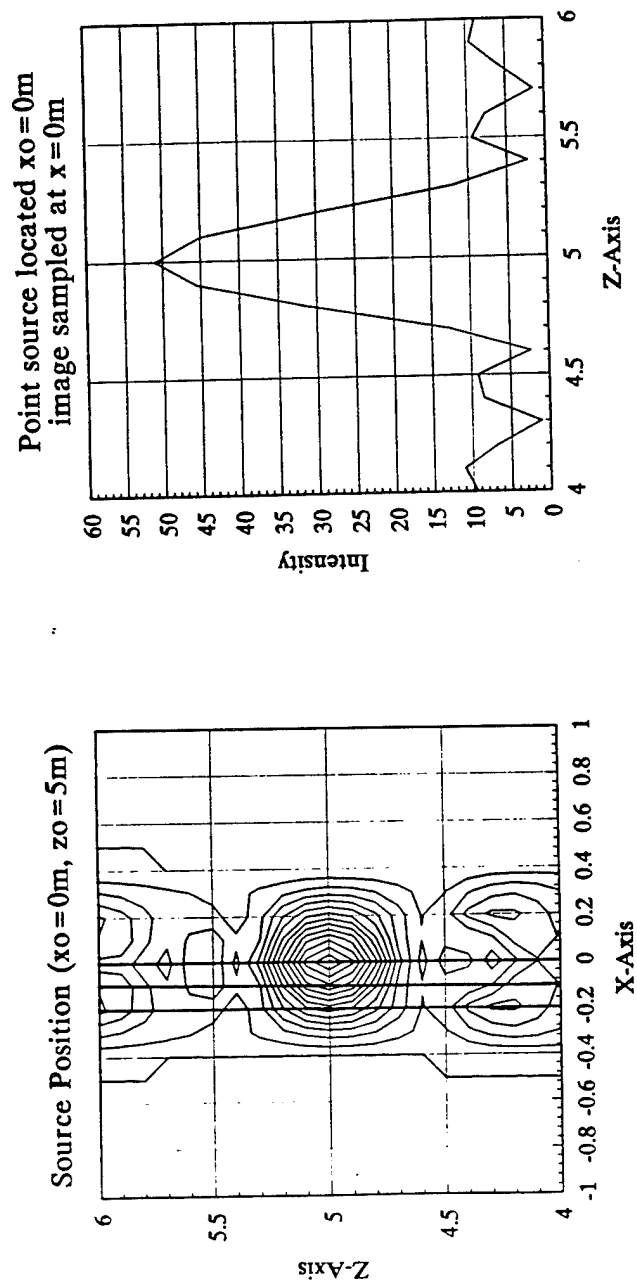 Source Position (xo=0m, zo=5m)
Z-Axis
6
5.5
5
4.5
4
-1 -0.8 -0.6 -0.4 -0.2 0 0.2 0.4 0.6 0.8 1
X-Axis
Point source located xo=0m
image sampled at x=0m
Intensity
60
55
50
45
40
35
30
25
20
15
10
5
0
4 4.5 5 5.5 6
Z-Axis